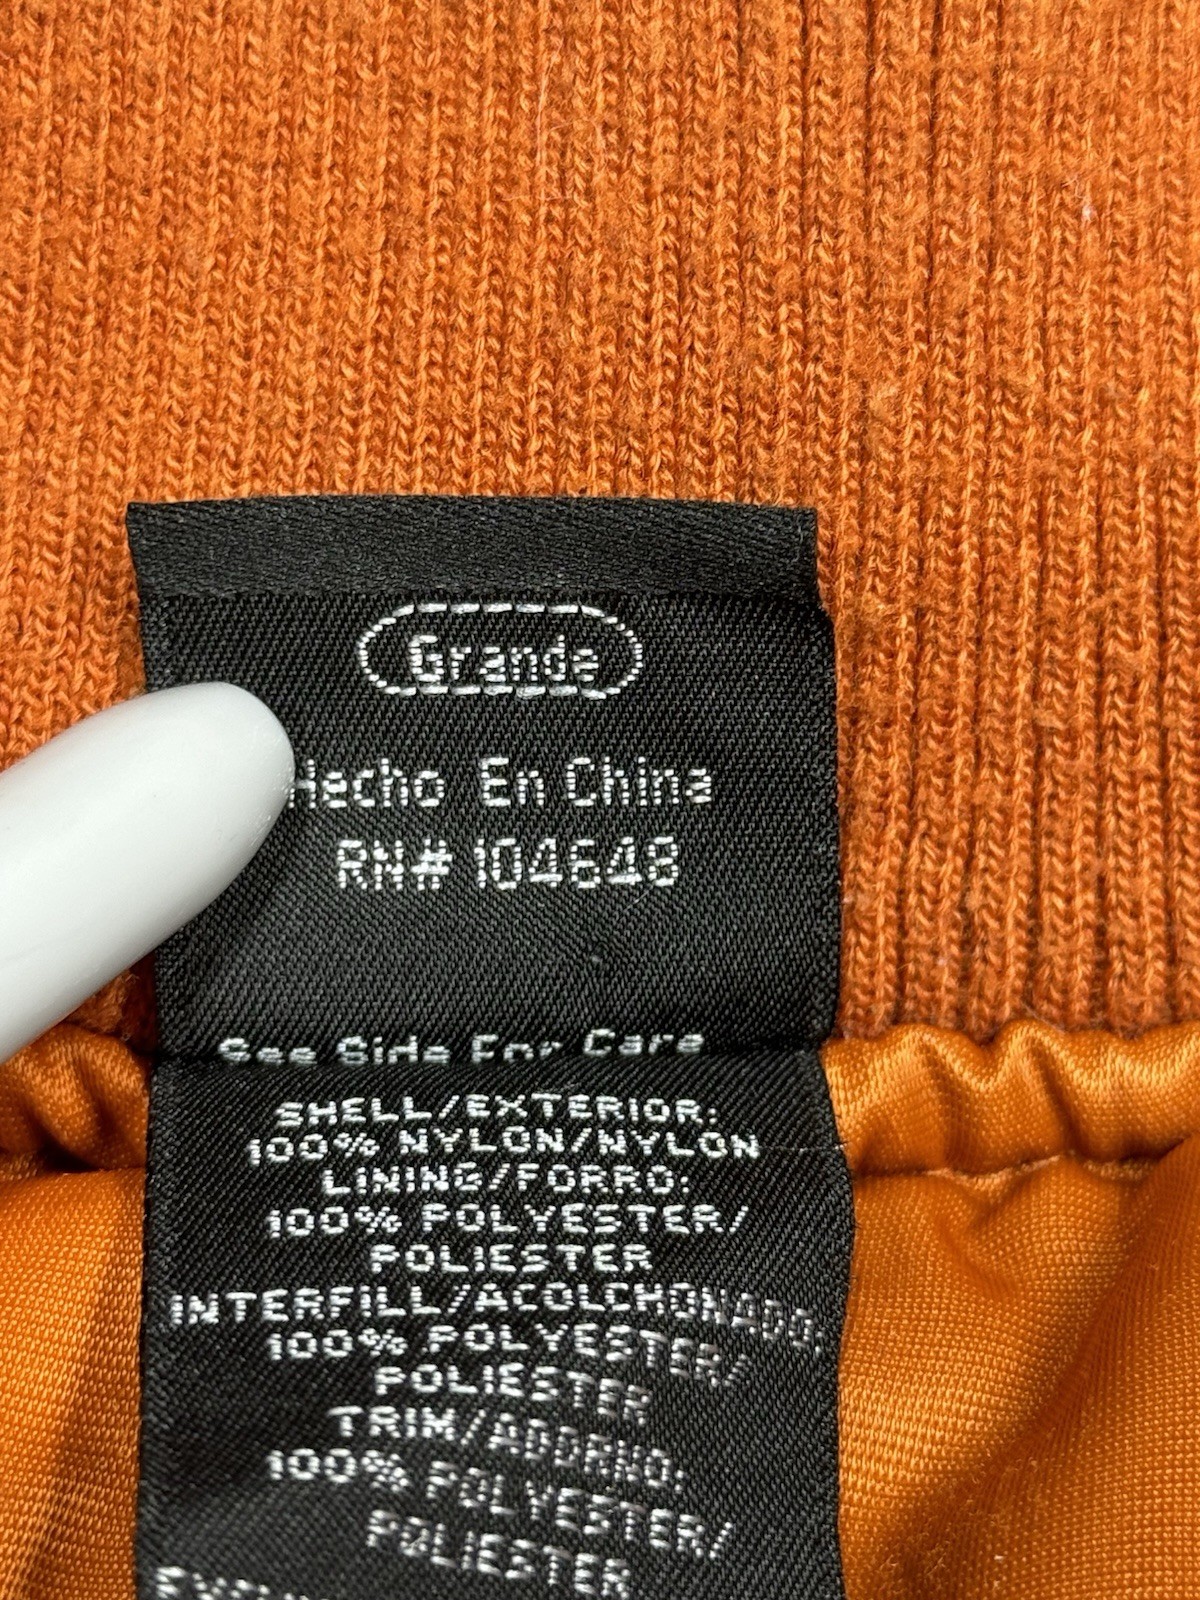 Grande
Hecho En China
RN# 104648
See Side For Care
SHELL/EXTERIOR:
100% NYLON/NYLON
LINING/FORRO:
100% POLYESTER/
POLIESTER
INTERFILL/ACOLCHONADO:
100% POLYESTER/
POLIESTER
TRIM/ADORNO:
100% POLYESTER/
POLIESTER